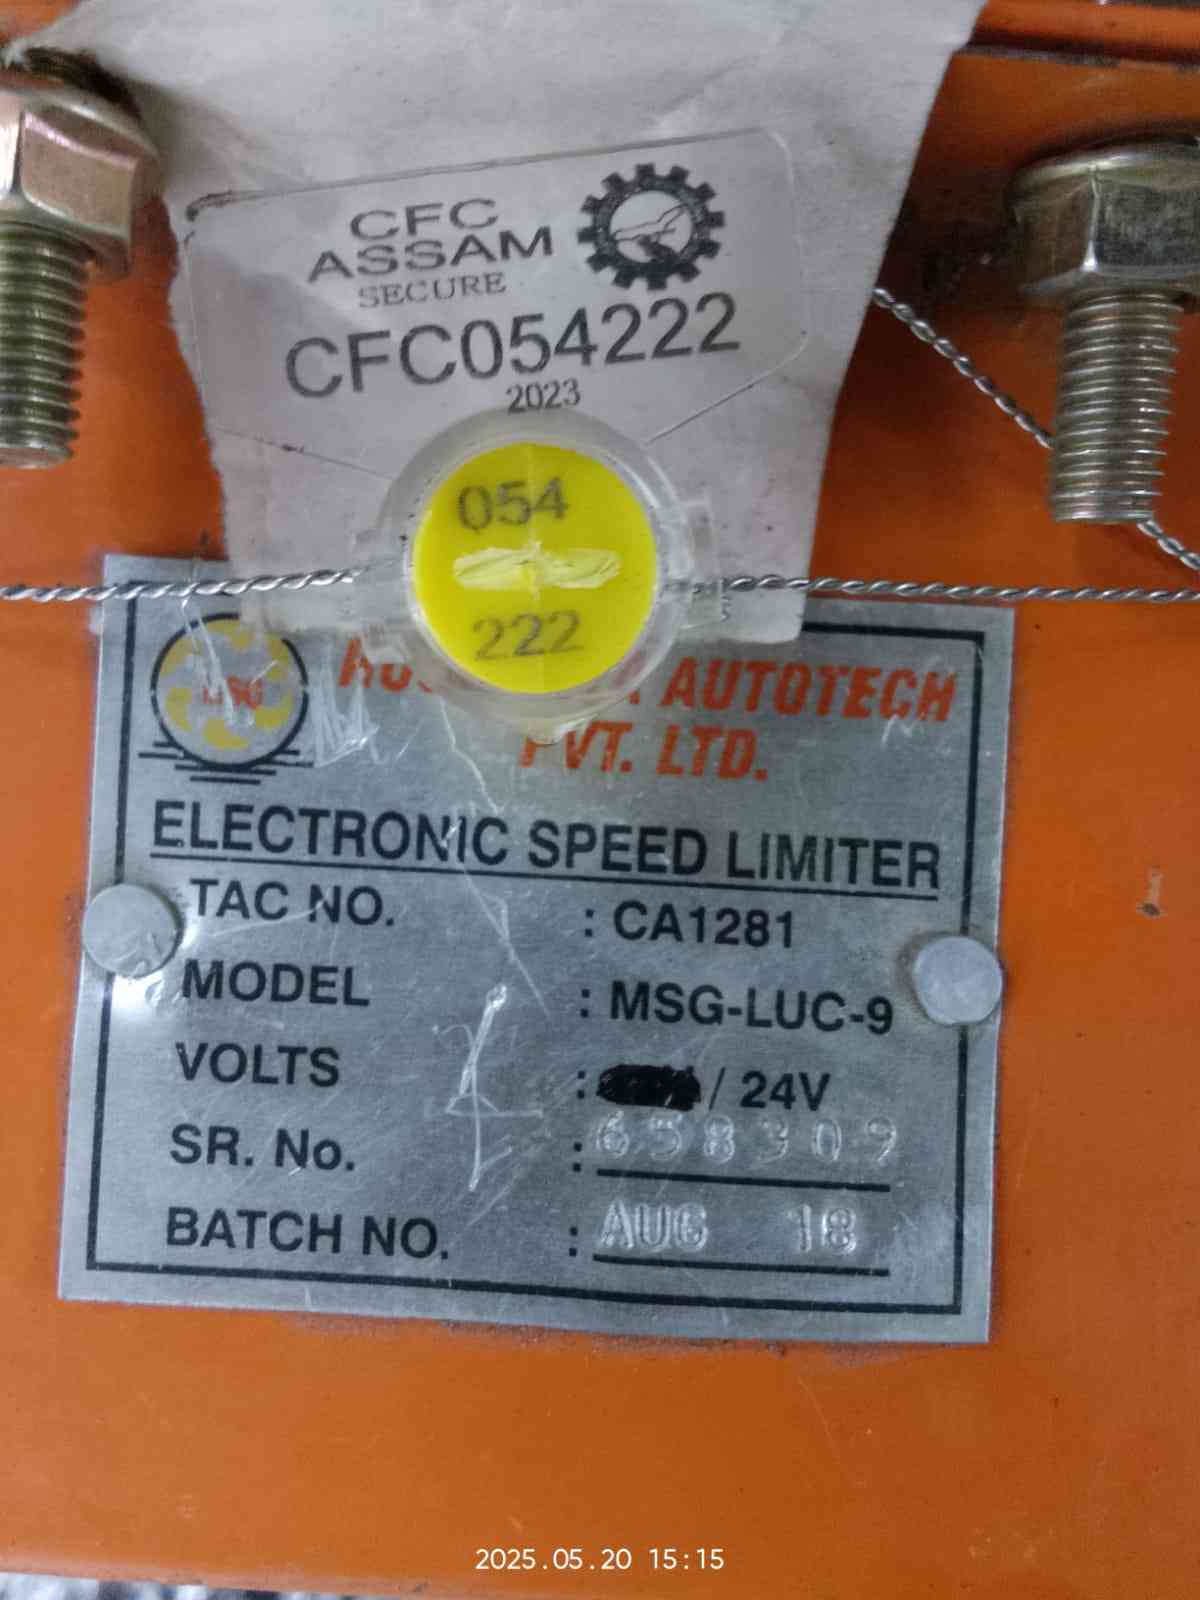 CFC
ASSAM
SECURE
CFC054222
2023
054
222
AUTOTECH
PVT. LTD.
ELECTRONIC SPEED LIMITER
TAC NO. : CA1281
MODEL : MSG-LUC-9
VOLTS : / 24V
SR. No. : 658309
BATCH NO. : AUG 18
2025.05.20 15:15